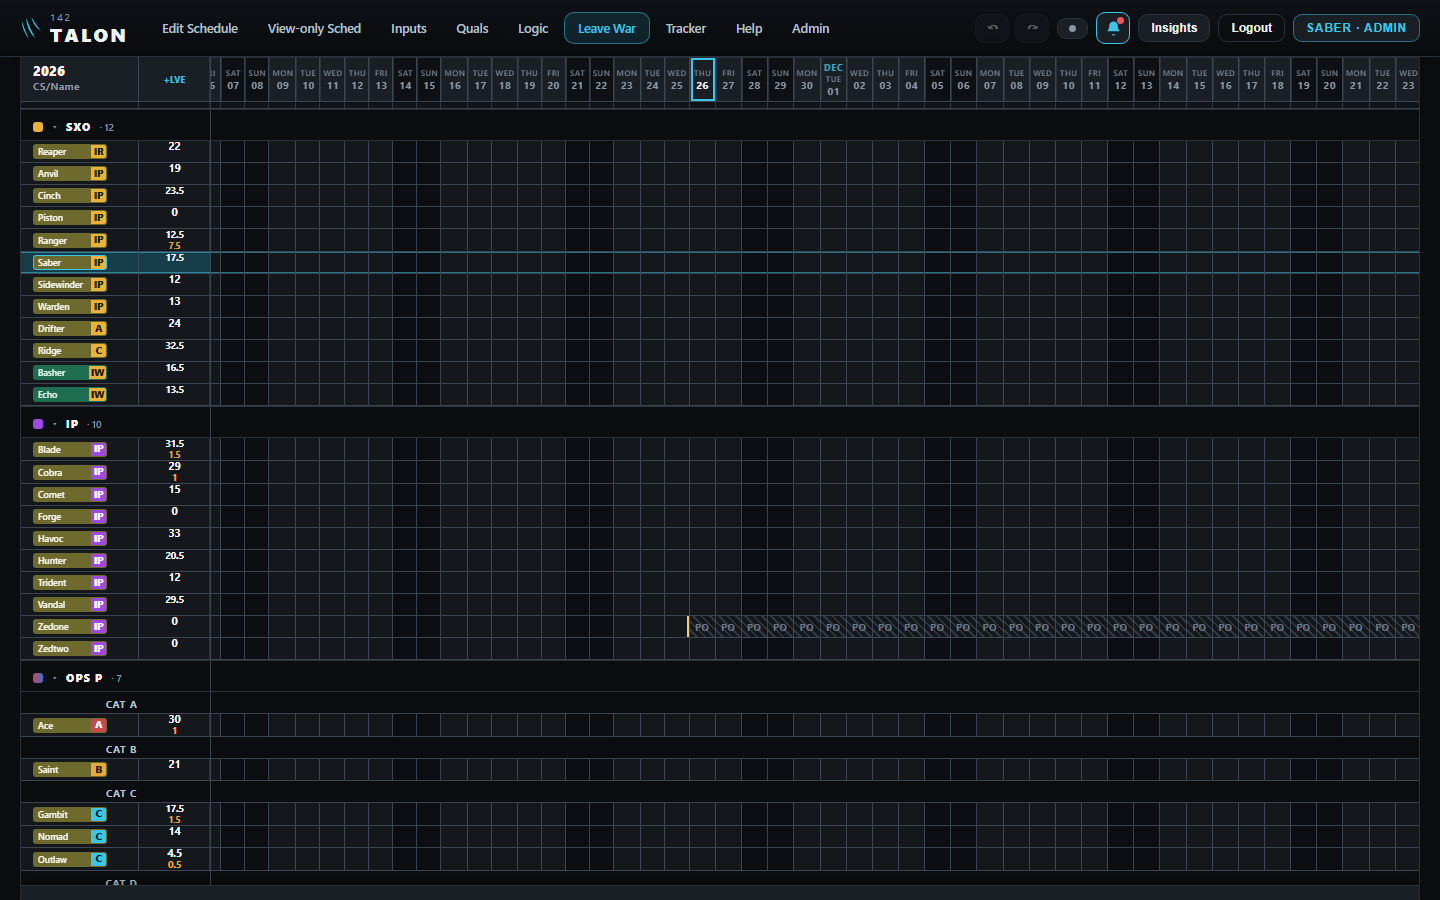 142
TALON
Edit Schedule View-only Sched Inputs Quals Logic Leave War Tracker Help Admin
Insights Logout SABER · ADMIN
2026
CS/Name
+LVE
SAT 07 SUN 08 MON 09 TUE 10 WED 11 THU 12 FRI 13 SAT 14 SUN 15 MON 16 TUE 17 WED 18 THU 19 FRI 20 SAT 21 SUN 22 MON 23 TUE 24 WED 25 THU 26 FRI 27 SAT 28 SUN 29 MON 30 DEC TUE 01 WED 02 THU 03 FRI 04 SAT 05 SUN 06 MON 07 TUE 08 WED 09 THU 10 FRI 11 SAT 12 SUN 13 MON 14 TUE 15 WED 16 THU 17 FRI 18 SAT 19 SUN 20 MON 21 TUE 22 WED 23
SXO · 12
Reaper IR 22
Anvil IP 19
Cinch IP 23.5
Piston IP 0
Ranger IP 12.5
7.5
Saber IP 17.5
Sidewinder IP 12
Warden IP 13
Drifter A 24
Ridge C 32.5
Basher IW 16.5
Echo IW 13.5
IP · 10
Blade IP 31.5
1.5
Cobra IP 29
1
Comet IP 15
Forge IP 0
Havoc IP 33
Hunter IP 20.5
Trident IP 12
Vandal IP 29.5
Zedone IP 0 PO PO PO PO PO PO PO PO PO PO PO PO PO PO PO PO PO PO PO PO PO PO PO PO PO PO PO PO
Zedtwo IP 0
OPS P · 7
CAT A
Ace A 30
1
CAT B
Saint B 21
CAT C
Gambit C 17.5
1.5
Nomad C 14
Outlaw C 4.5
0.5
CAT D